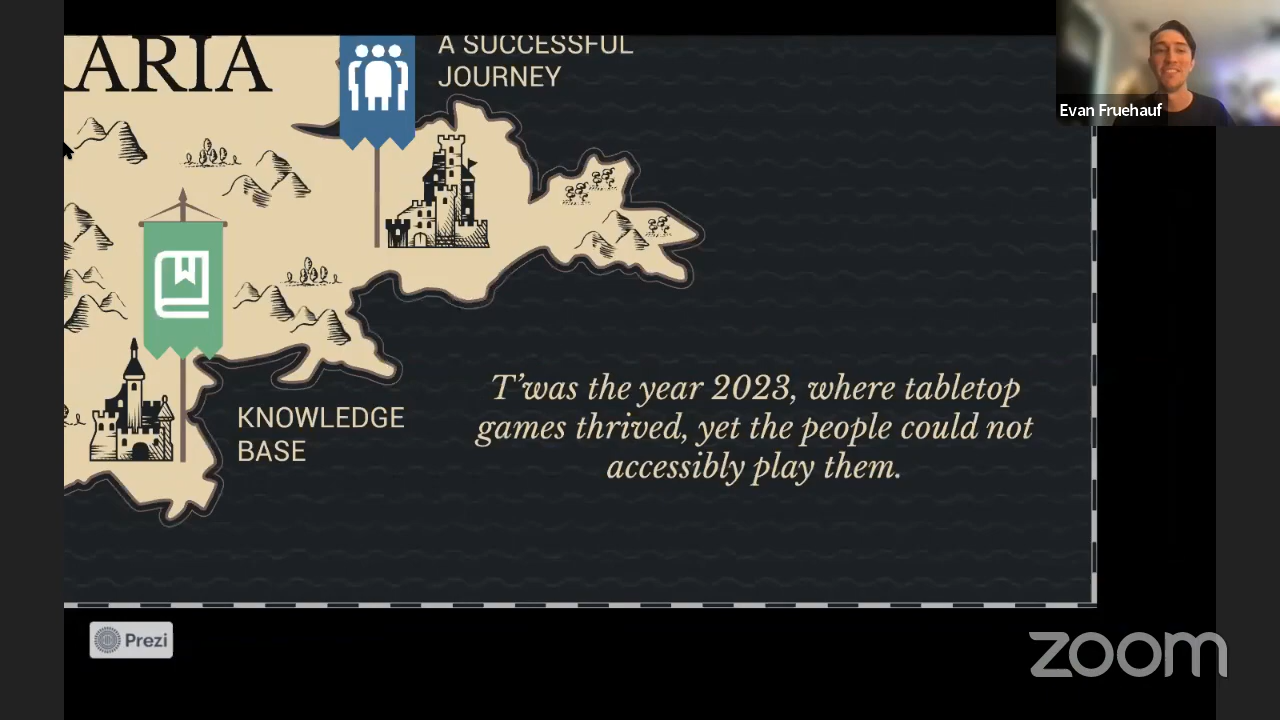 ARIA
A SUCCESSFUL
JOURNEY
Evan Fruehauf
KNOWLEDGE
BASE
T’was the year 2023, where tabletop
games thrived, yet the people could not
accessibly play them.
Prezi
zoom